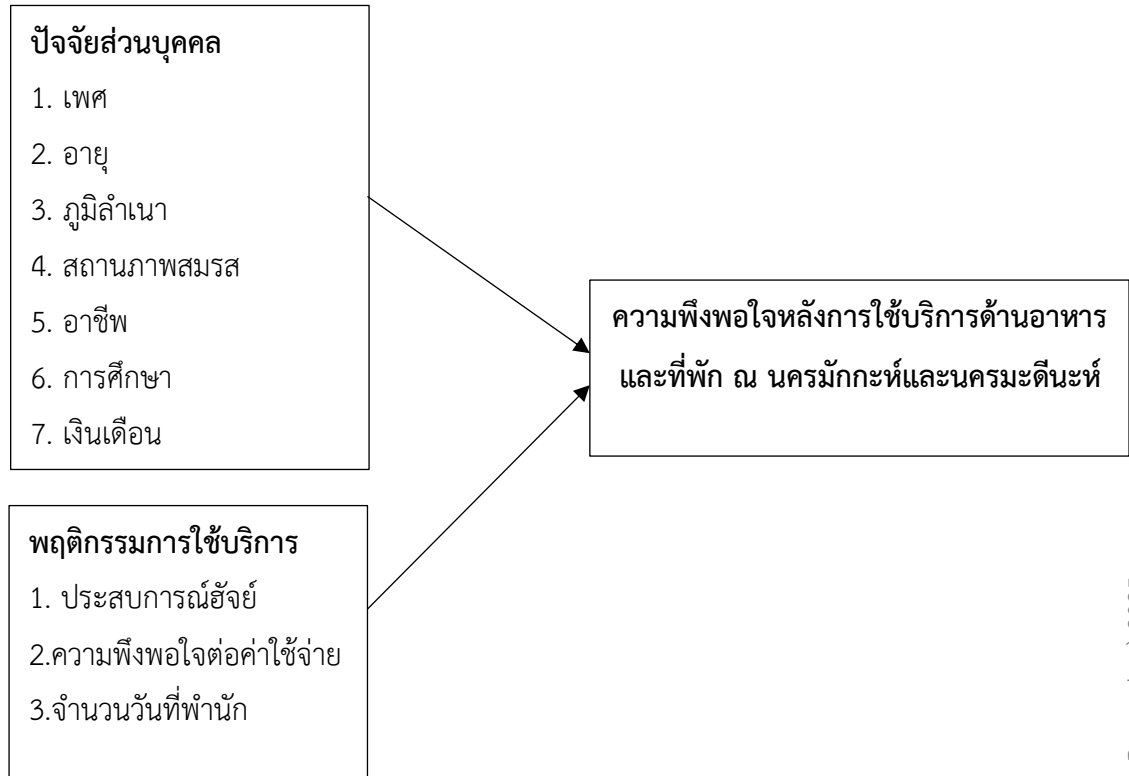 ปัจจัยส่วนบุคคล
1. เพศ
2. อายุ
3. ภูมิลำเนา
4. สถานภาพสมรส
5. อาชีพ
6. การศึกษา
7. เงินเดือน
ความพึงพอใจหลังการใช้บริการด้านอาหาร
และที่พัก ณ นครมักกะห์และนครมะดีนะห์
พฤติกรรมการใช้บริการ
1. ประสบการณ์ฮัจย์
2.ความพึงพอใจต่อค่าใช้จ่าย
3.จำนวนวันที่พำนัก